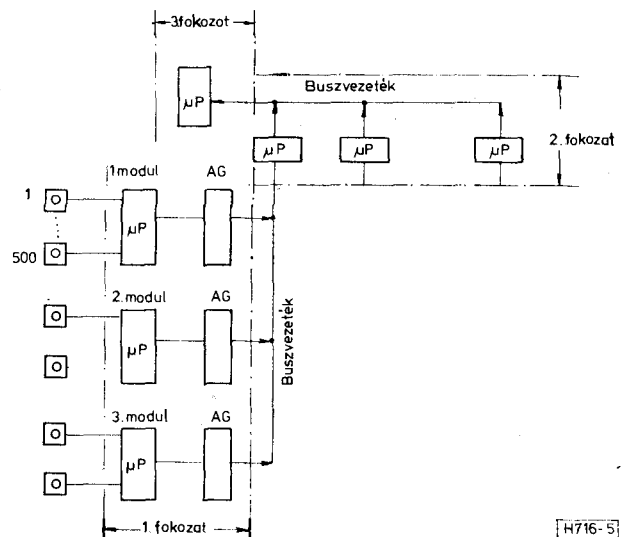 3.fokozat
Buszvezeték
μP
2. fokozat
μP
μP
μP
1 modul
AG
1
μP
500
2. modul
AG
μP
Buszvezeték
3. modul
AG
μP
1. fokozat
H716-5